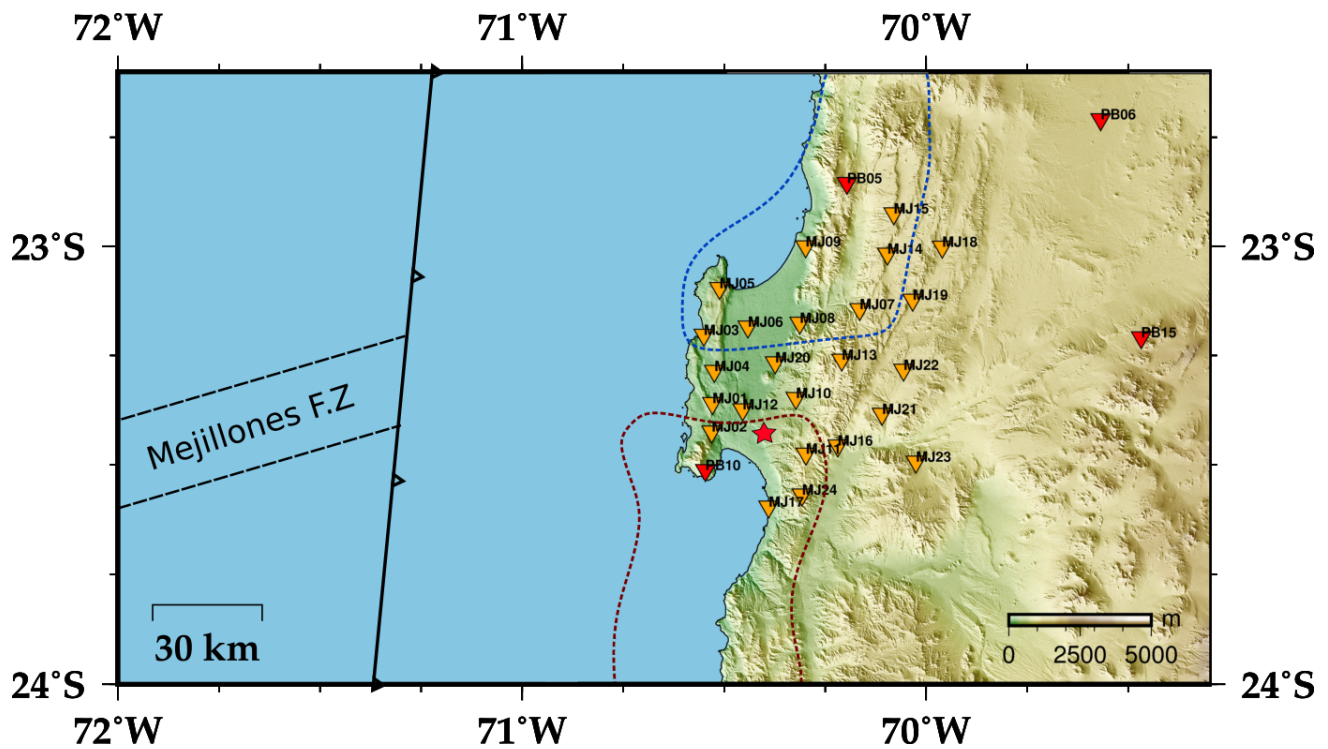 72°W 71°W 70°W
PB06
PB05
MJ15
23°S MJ09 MJ14 MJ18 23°S
MJ05
MJ19
MJ07
MJ06 MJ08
MJ03
PB15
MJ20 MJ13
MJ04
MJ22
MJ10
MJ01 MJ12
MJ21
Mejillones F.Z
MJ02
MJ16
MJ11
MJ23
PB10
MJ24
MJ17
m
30 km
0 2500 5000
24°S 24°S
72°W 71°W 70°W